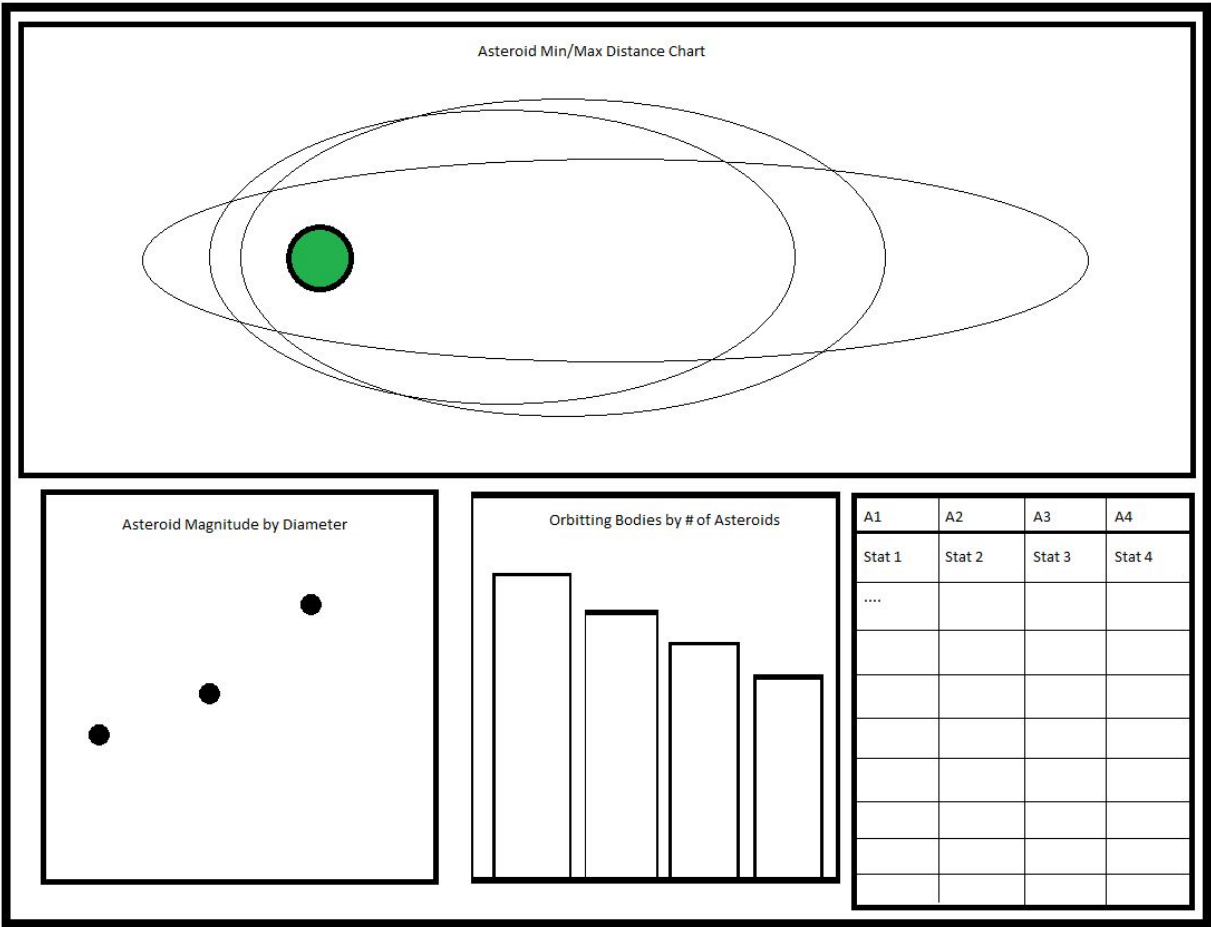 Asteroid Min/Max Distance Chart
Asteroid Magnitude by Diameter
Orbitting Bodies by # of Asteroids
A1 A2 A3 A4
Stat 1 Stat 2 Stat 3 Stat 4
....